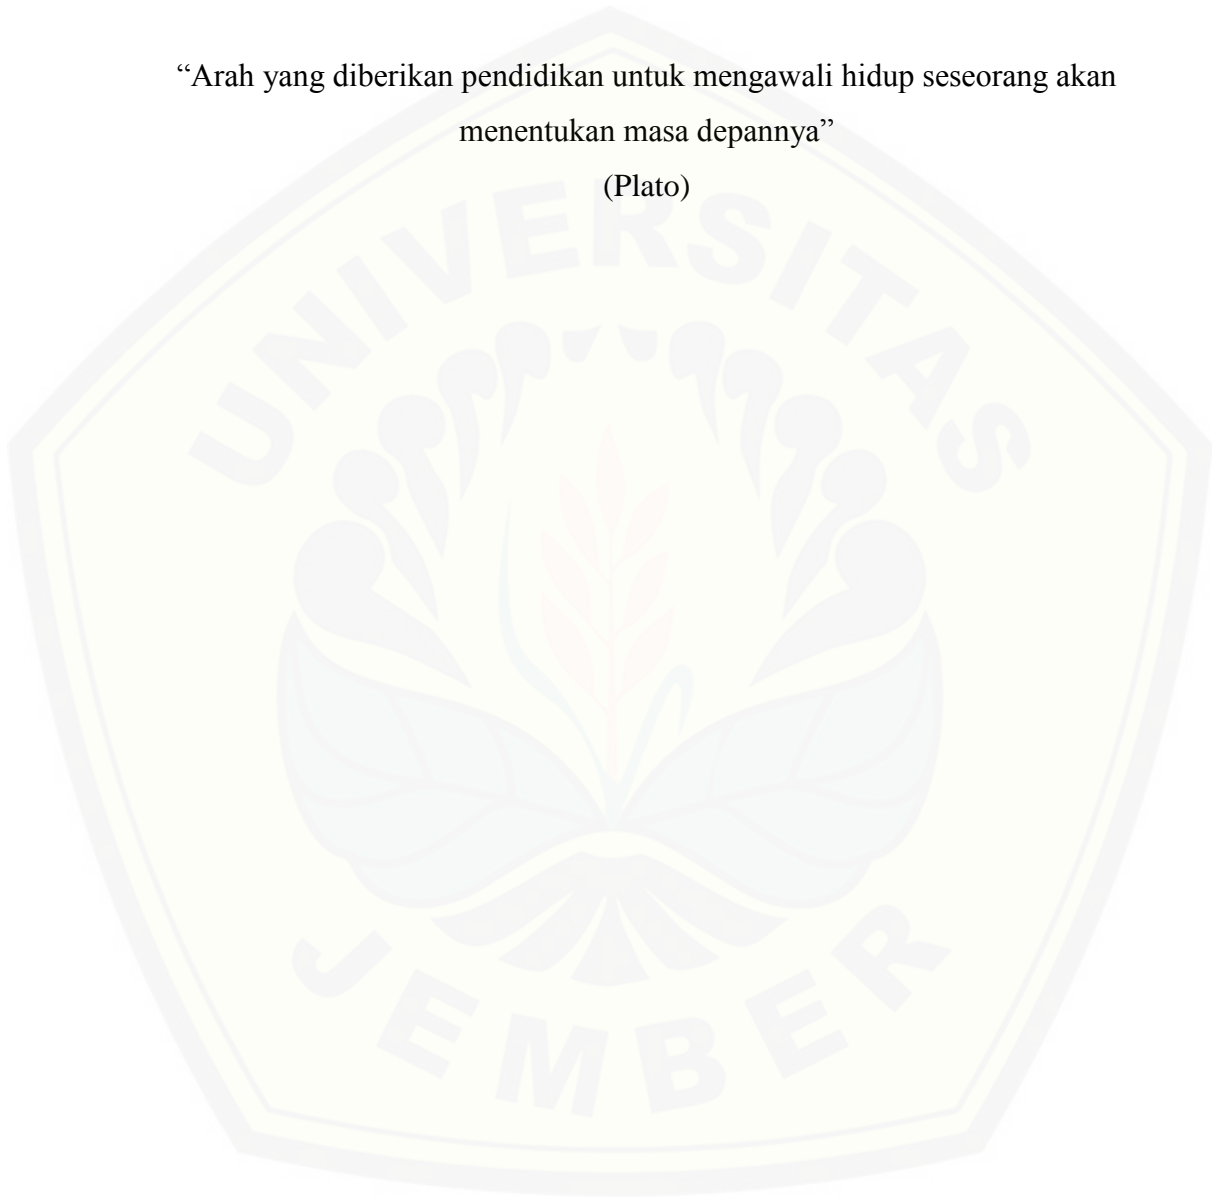 “Arah yang diberikan pendidikan untuk mengawali hidup seseorang akan
menentukan masa depannya”
(Plato)
UNIVERSITAS
JEMBER